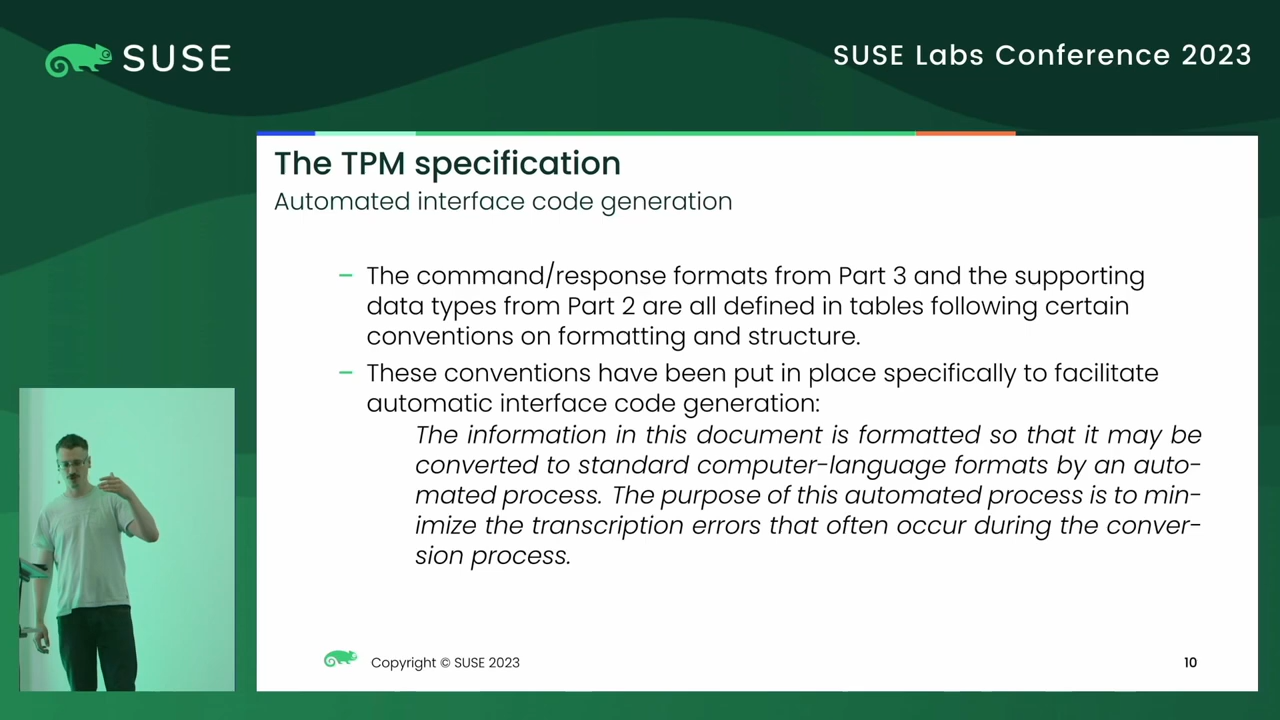 SUSE
SUSE Labs Conference 2023
The TPM specification
Automated interface code generation
– The command/response formats from Part 3 and the supporting
data types from Part 2 are all defined in tables following certain
conventions on formatting and structure.
– These conventions have been put in place specifically to facilitate
automatic interface code generation:
The information in this document is formatted so that it may be
converted to standard computer-language formats by an auto-
mated process. The purpose of this automated process is to min-
imize the transcription errors that often occur during the conver-
sion process.
Copyright © SUSE 2023
10